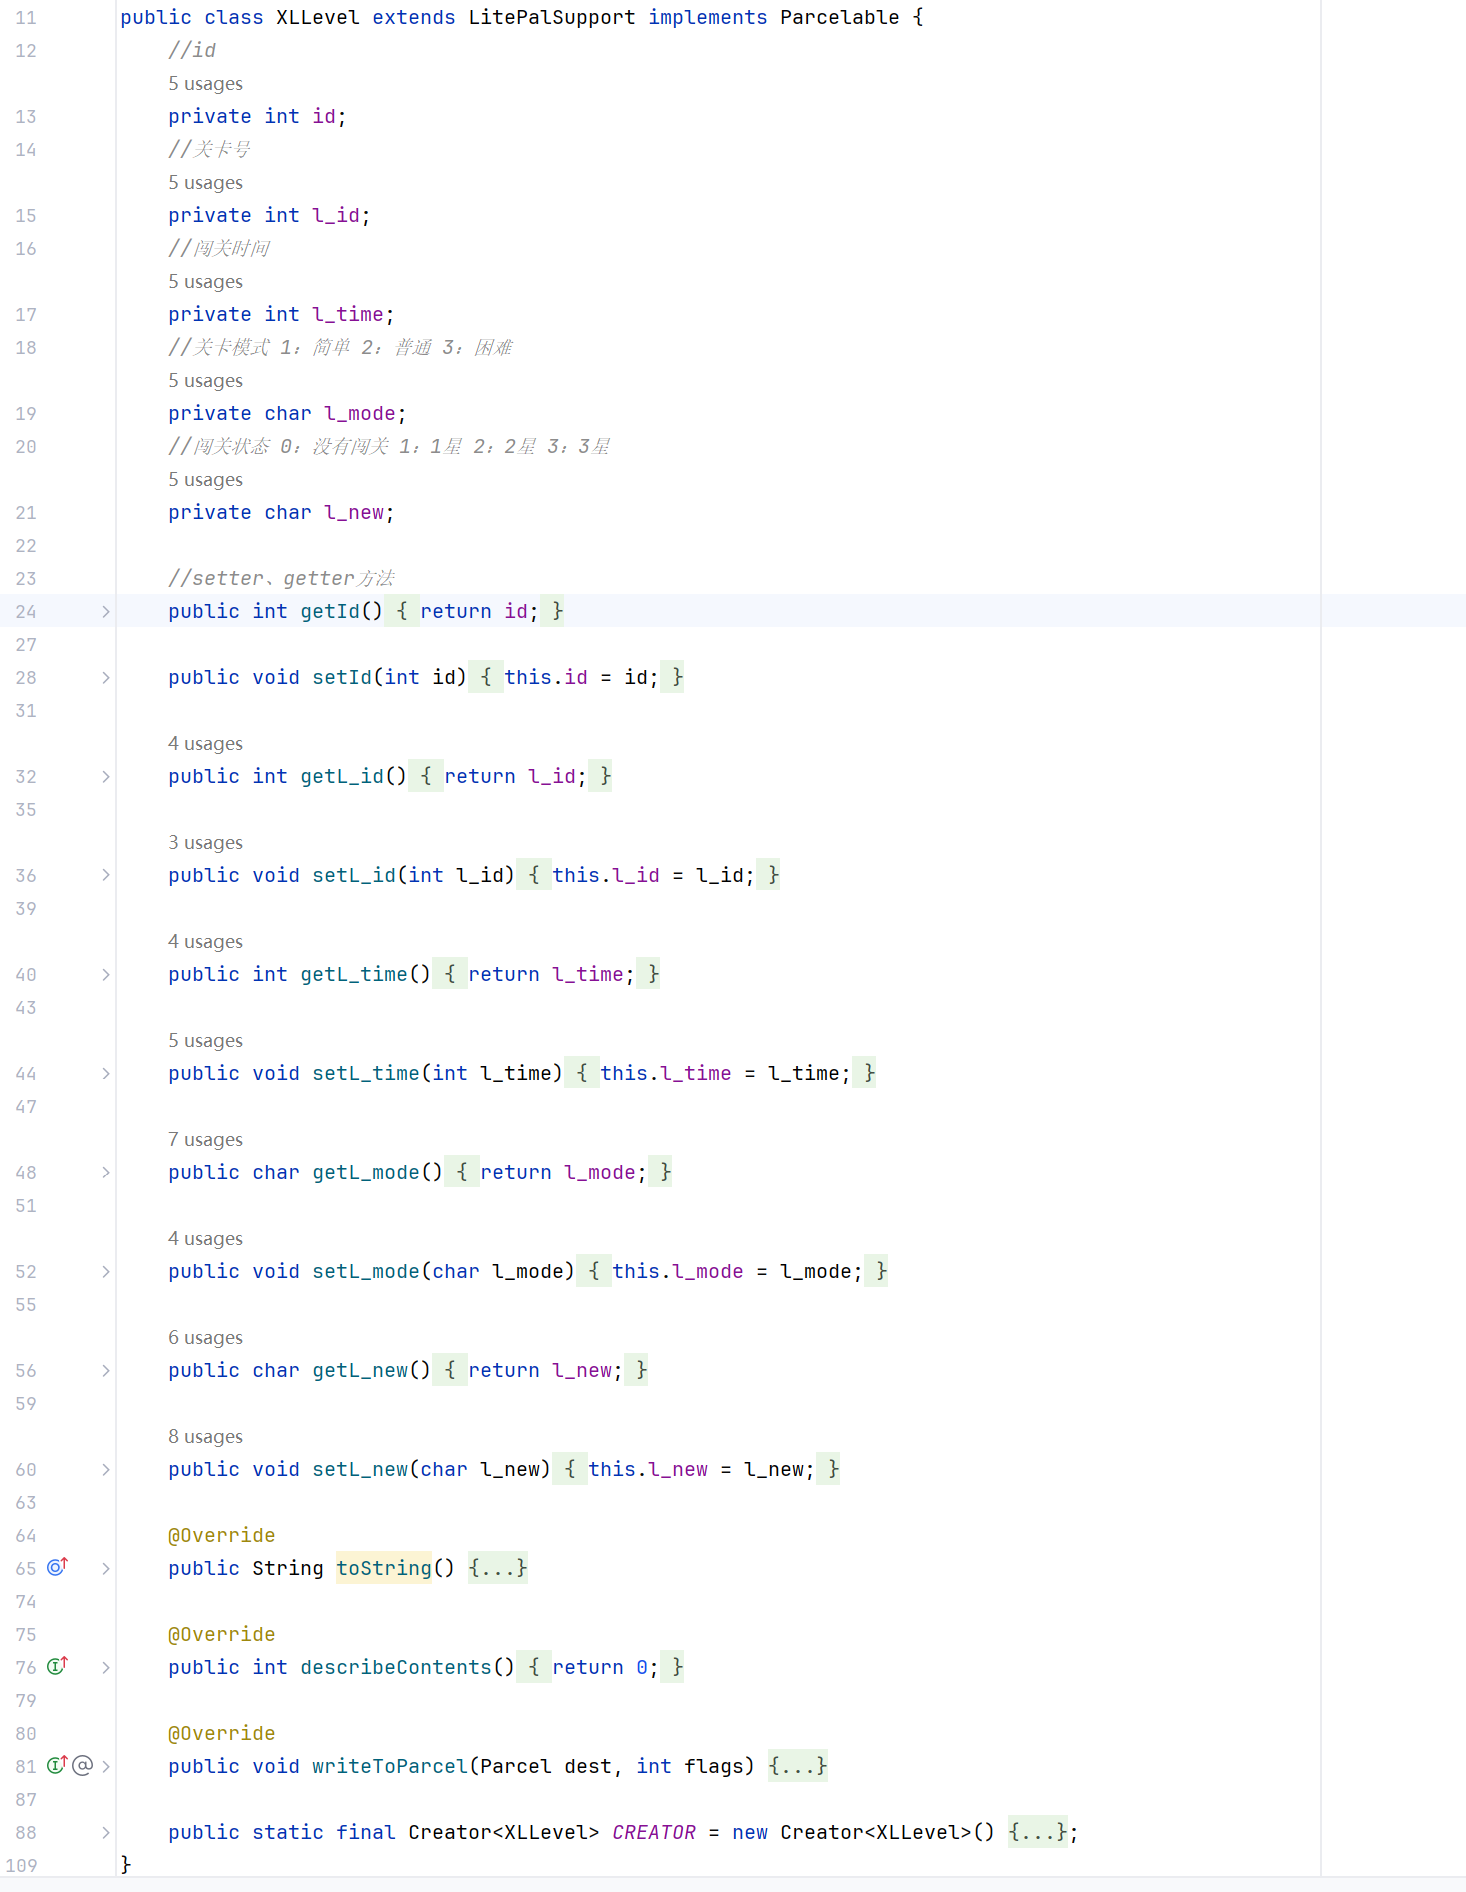 11 public class XLLevel extends LitePalSupport implements Parcelable {
12 //id
5 usages
13 private int id;
14 //关卡号
5 usages
15 private int l_id;
16 //闯关时间
5 usages
17 private int l_time;
18 //关卡模式 1：简单 2：普通 3：困难
5 usages
19 private char l_mode;
20 //闯关状态 0：没有闯关 1：1星 2：2星 3：3星
5 usages
21 private char l_new;
22
23 //setter、getter方法
24 public int getId() { return id; }
27
28 public void setId(int id) { this.id = id; }
31
4 usages
32 public int getL_id() { return l_id; }
35
3 usages
36 public void setL_id(int l_id) { this.l_id = l_id; }
39
4 usages
40 public int getL_time() { return l_time; }
43
5 usages
44 public void setL_time(int l_time) { this.l_time = l_time; }
47
7 usages
48 public char getL_mode() { return l_mode; }
51
4 usages
52 public void setL_mode(char l_mode) { this.l_mode = l_mode; }
55
6 usages
56 public char getL_new() { return l_new; }
59
8 usages
60 public void setL_new(char l_new) { this.l_new = l_new; }
63
64 @Override
65 public String toString() {...}
74
75 @Override
76 public int describeContents() { return 0; }
79
80 @Override
81 @ public void writeToParcel(Parcel dest, int flags) {...}
87
88 public static final Creator<XLLevel> CREATOR = new Creator<XLLevel>() {...};
109 }